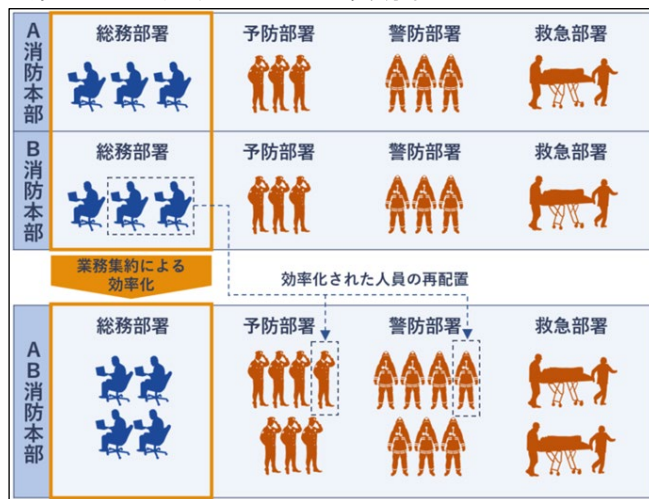 A消防本部
総務部署
予防部署
警防部署
救急部署
B消防本部
総務部署
予防部署
警防部署
救急部署
業務集約による
効率化
効率化された人員の再配置
AB消防本部
総務部署
予防部署
警防部署
救急部署